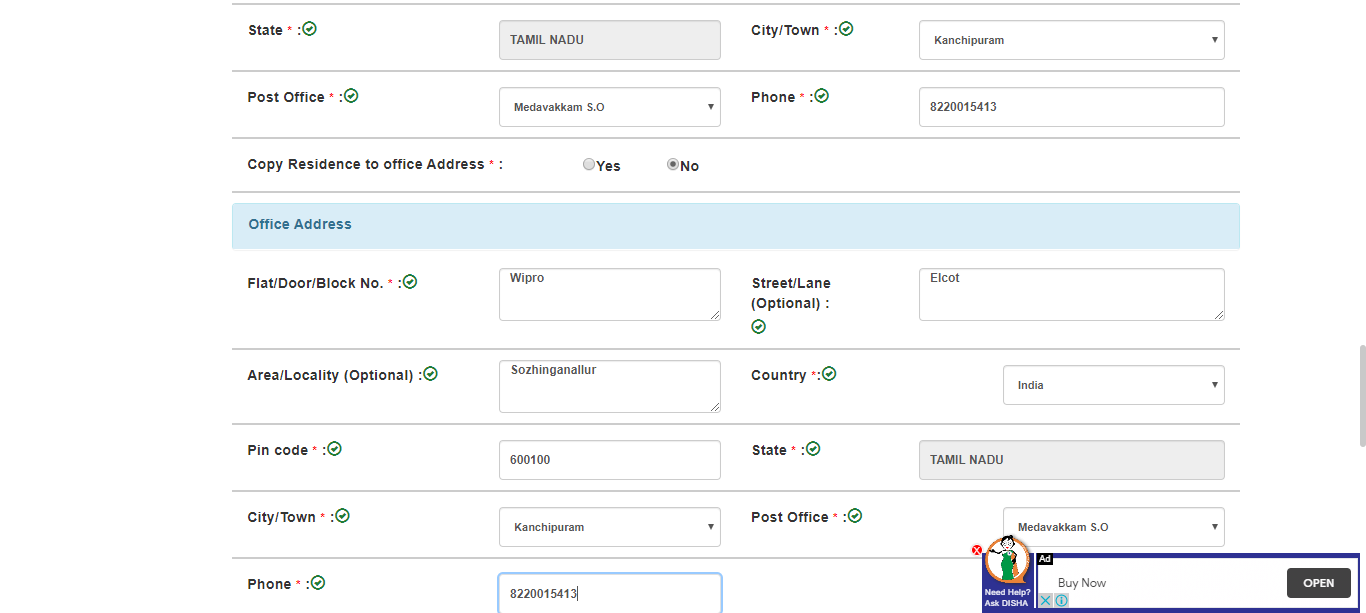 State * : TAMIL NADU City/Town * : Kanchipuram
Post Office * : Medavakkam S.O Phone * : 8220015413
Copy Residence to office Address * : Yes No
Office Address
Flat/Door/Block No. * : Wipro Street/Lane (Optional) : Elcot
Area/Locality (Optional) : Sozhinganallur Country *: India
Pin code * : 600100 State * : TAMIL NADU
City/Town * : Kanchipuram Post Office * : Medavakkam S.O
Phone * : 8220015413
Need Help?
Ask DISHA
Ad
Buy Now
OPEN